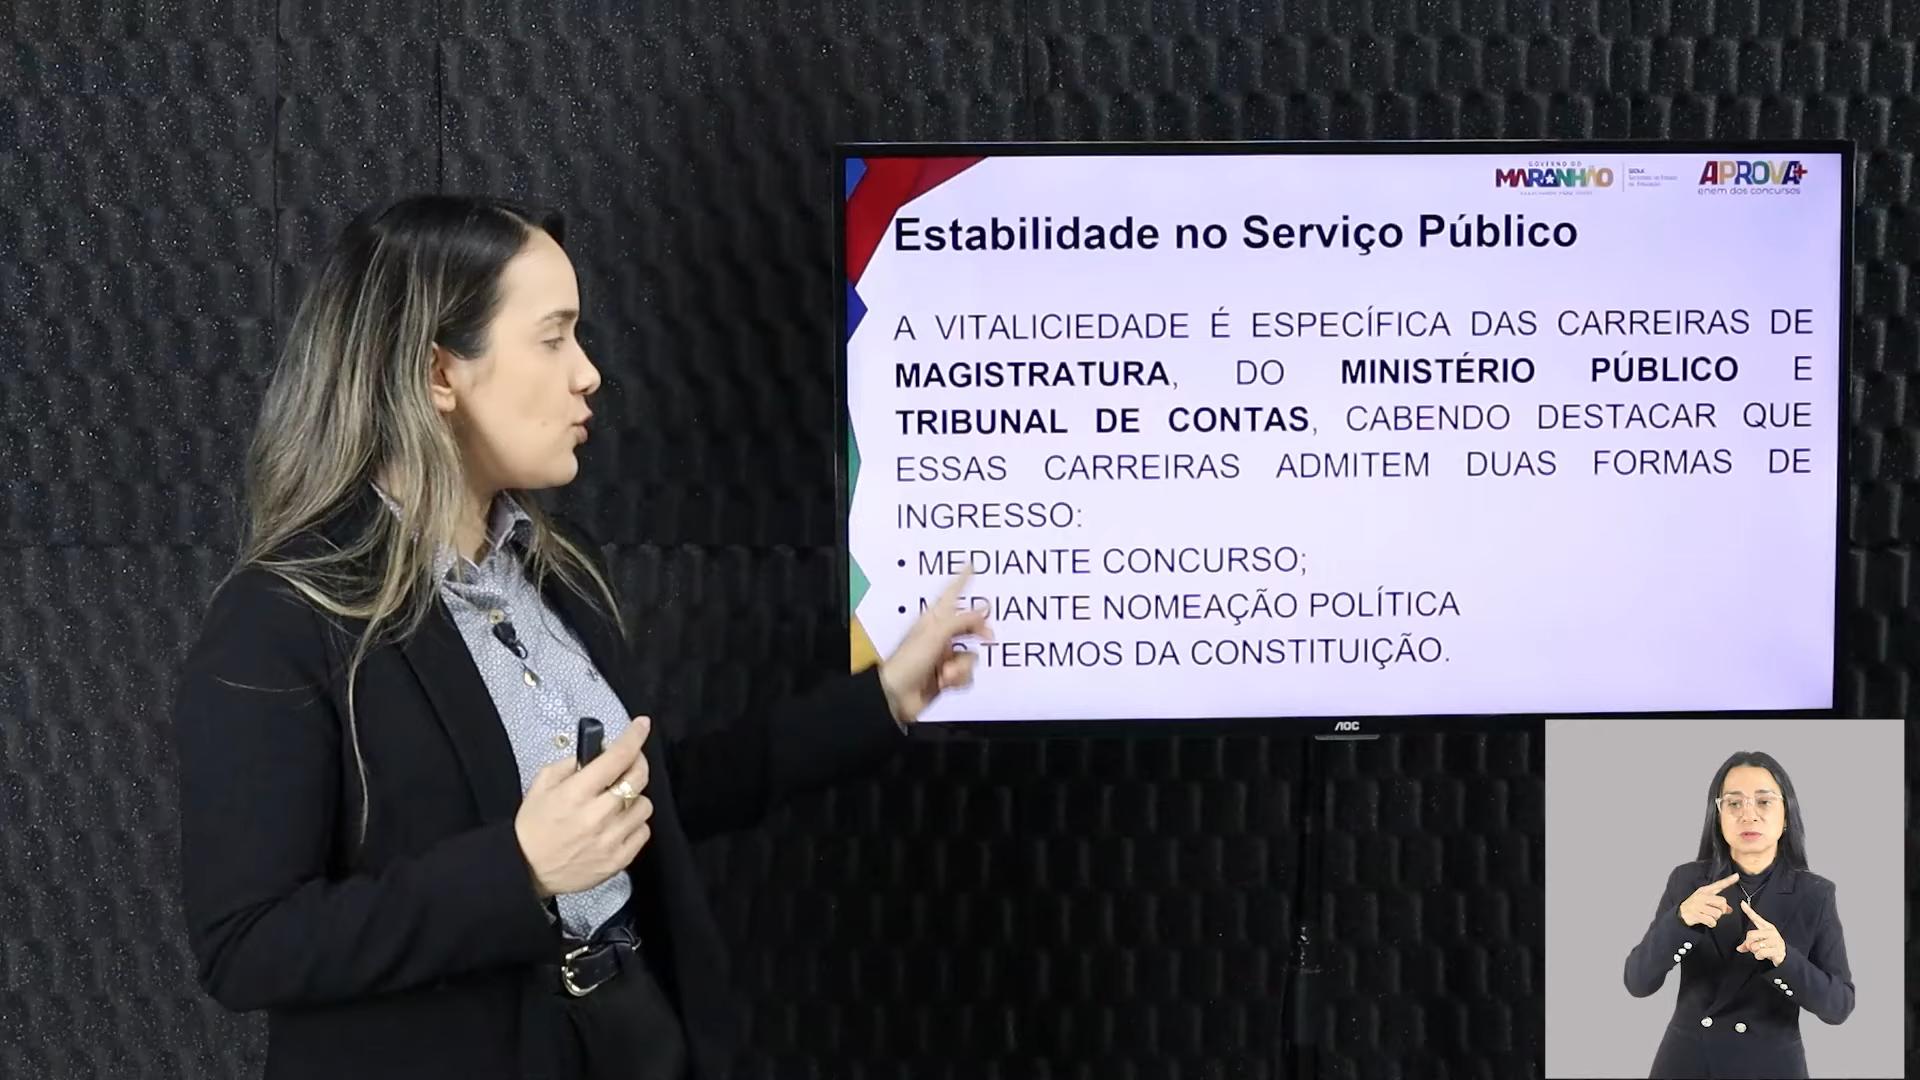 GOVERNO DO
MARANHÃO
SEDUC
APROVA+
enem dos concursos
Estabilidade no Serviço Público
A VITALICIEDADE É ESPECÍFICA DAS CARREIRAS DE
MAGISTRATURA, DO MINISTÉRIO PÚBLICO E
TRIBUNAL DE CONTAS, CABENDO DESTACAR QUE
ESSAS CARREIRAS ADMITEM DUAS FORMAS DE
INGRESSO:
• MEDIANTE CONCURSO;
• MEDIANTE NOMEAÇÃO POLÍTICA
TERMOS DA CONSTITUIÇÃO.
AOC